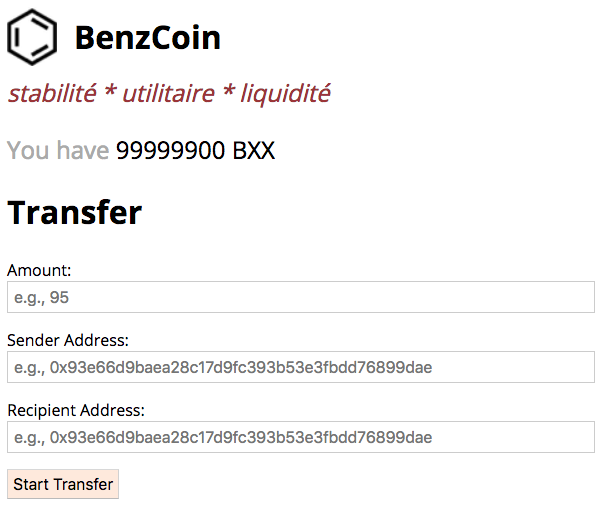 BenzCoin
stabilité * utilitaire * liquidité
You have 99999900 BXX
Transfer
Amount:
e.g., 95
Sender Address:
e.g., 0x93e66d9baea28c17d9fc393b53e3fbdd76899dae
Recipient Address:
e.g., 0x93e66d9baea28c17d9fc393b53e3fbdd76899dae
Start Transfer